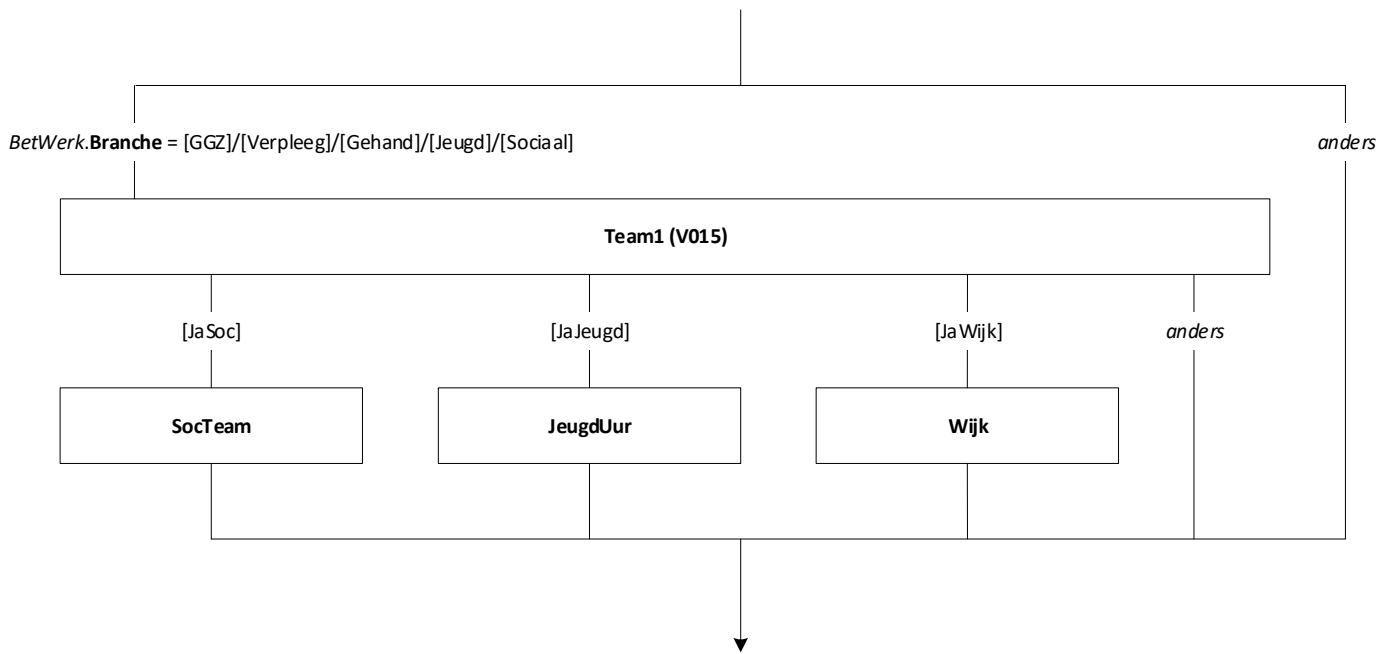 BetWerk.Branche = [GGZ]/[Verpleeg]/[Gehand]/[Jeugd]/[Sociaal]
anders
Team1 (V015)
[JaSoc]
[JaJeugd]
[JaWijk]
anders
SocTeam
JeugdUur
Wijk